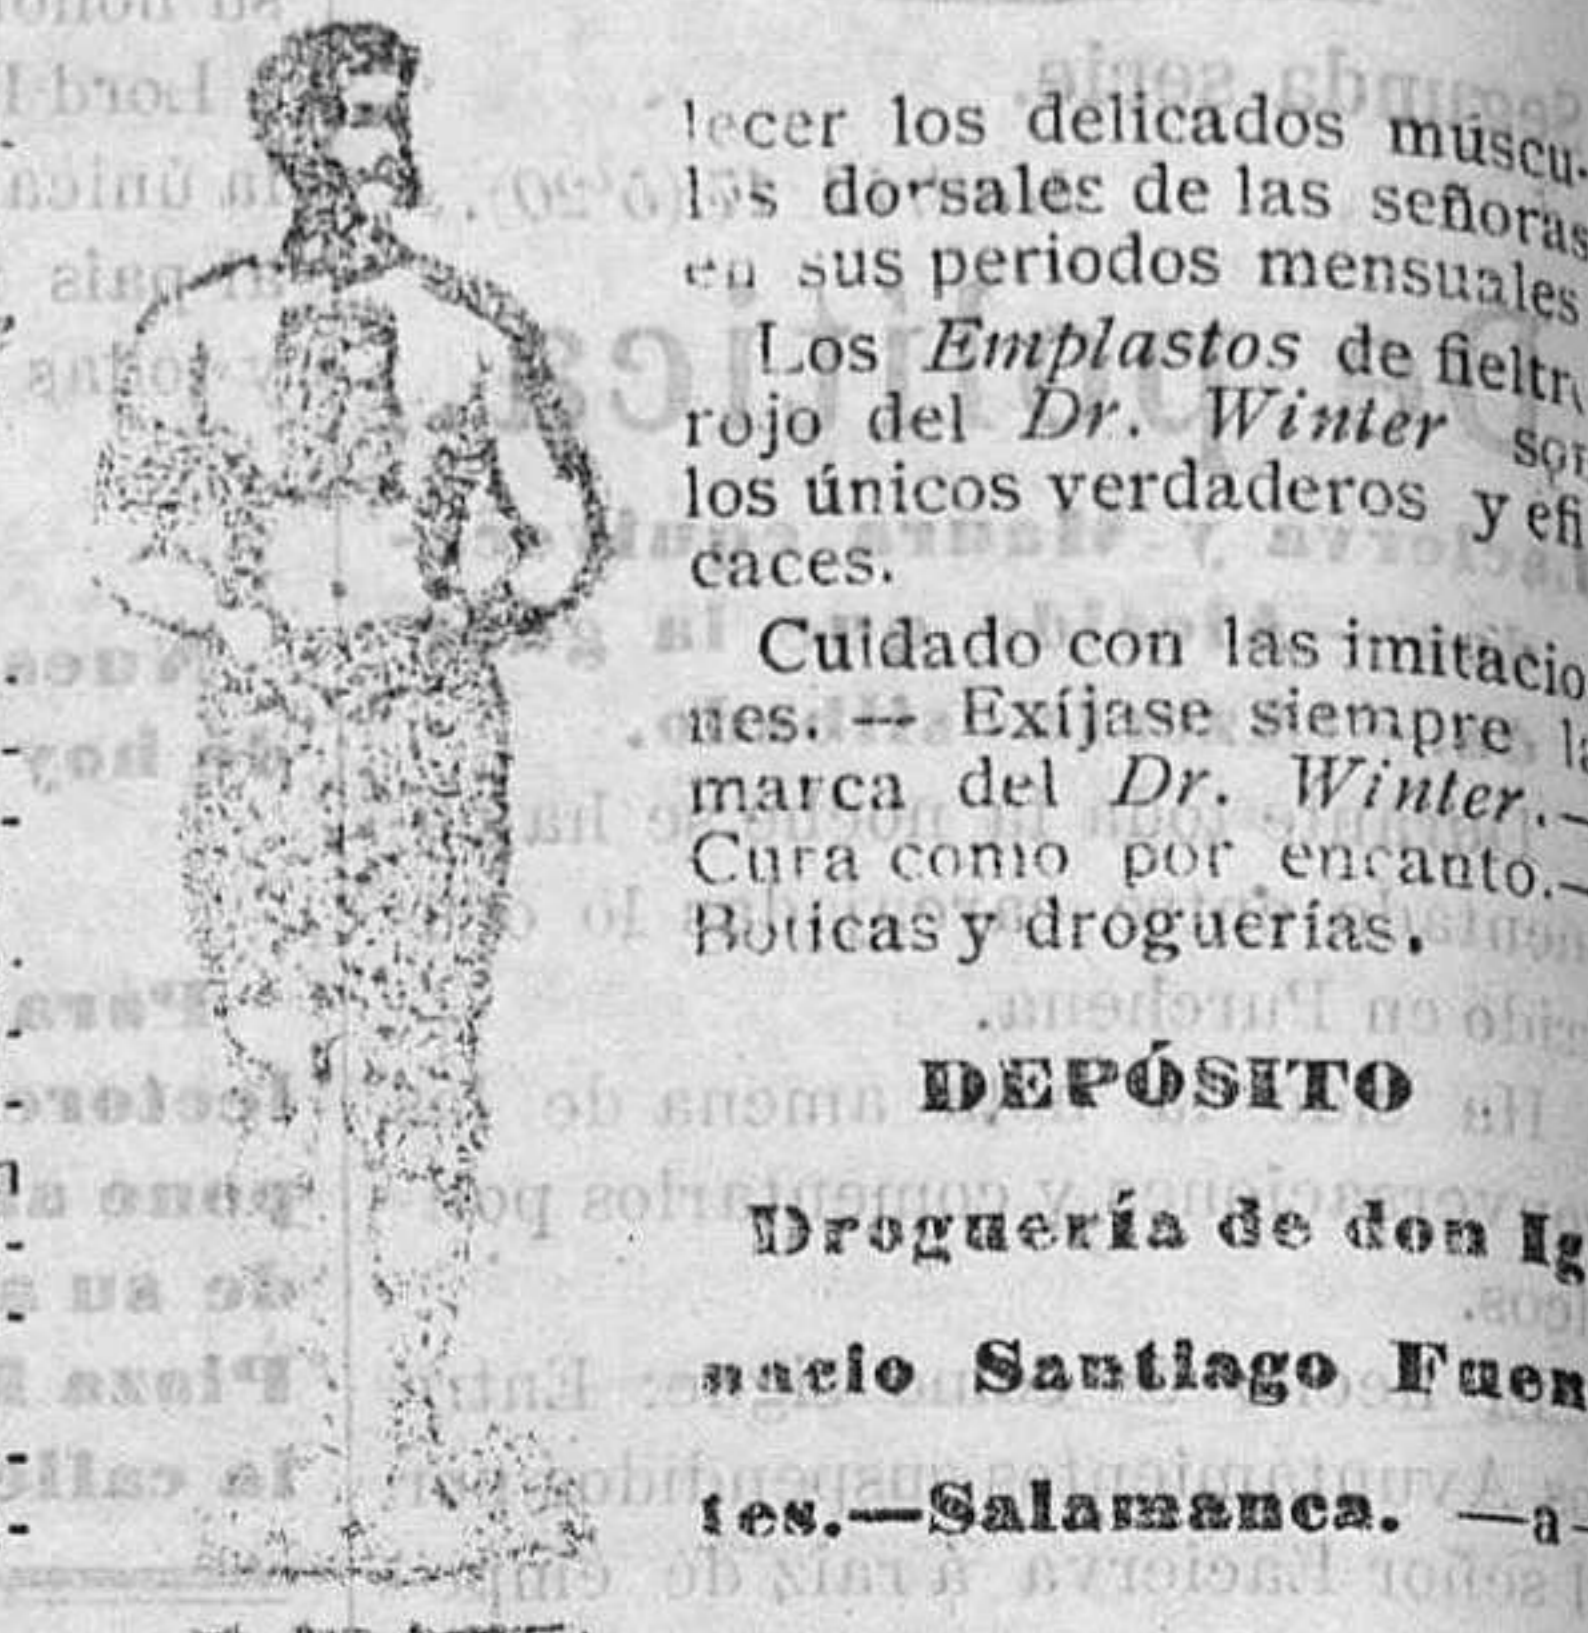 lecer los delicados múscu-
los dorsales de las señoras
en sus periodos mensuales
Los Emplastos de fieltro
rojo del Dr. Winter son
los únicos verdaderos y efi
caces.
Cuidado con las imitacio
nes. — Exíjase siempre la
marca del Dr. Winter.—
Cura como por encanto.—
Boticas y droguerías.
DEPÓSITO
Droguería de don Ig
nacio Santiago Fuen
tes.—Salamanca. —a-